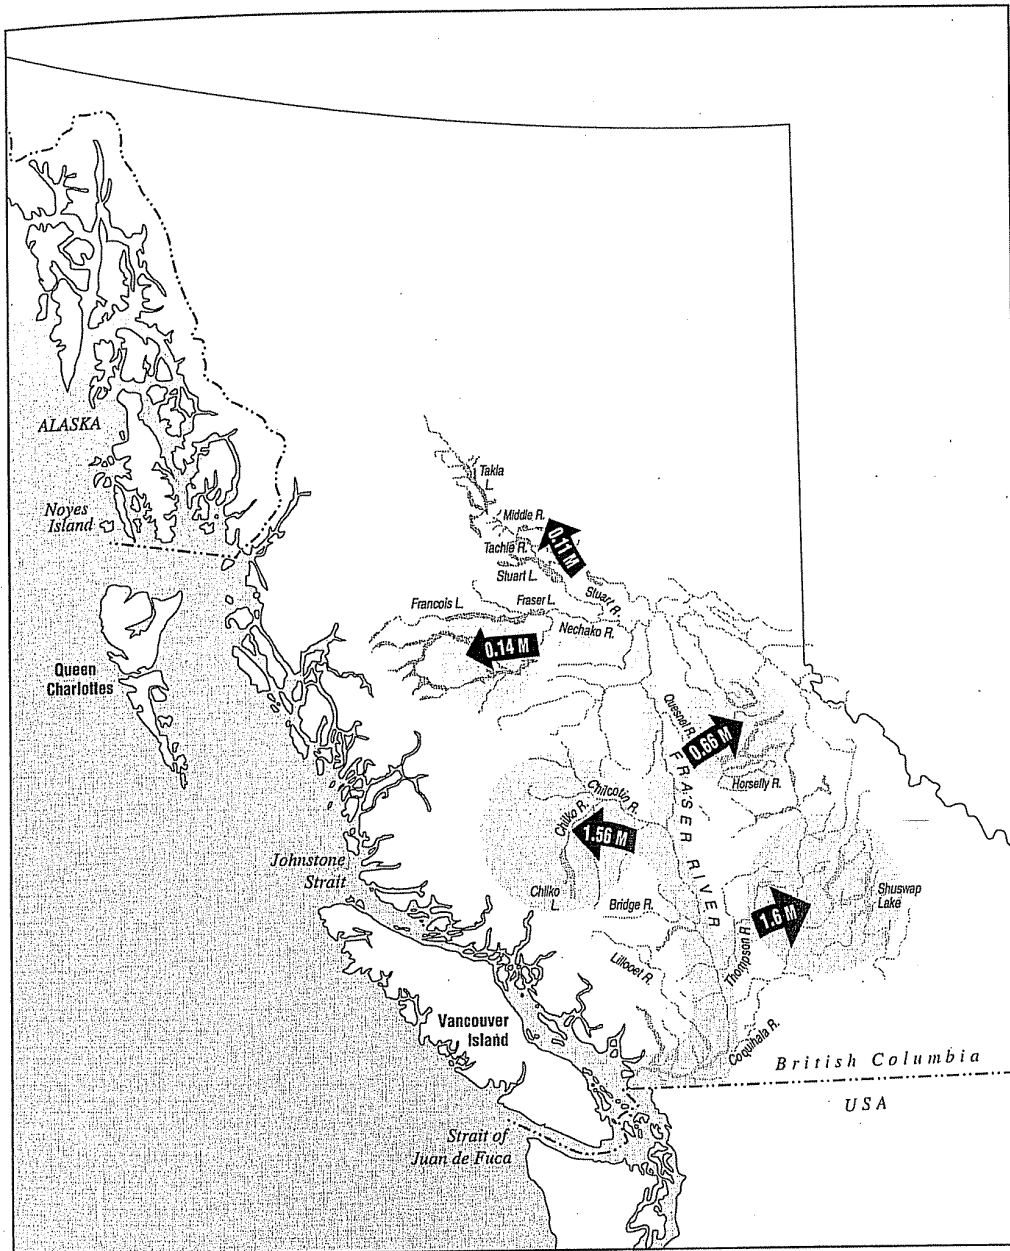 ALASKA
Noyes
Island
Queen
Charlottes
Takla
L.
Middle R.
0.11 M
Tachie R.
Stuart L.
Stuart R.
Francois L.
Fraser L.
Nechako R.
0.14 M
Quesnel R.
0.66 M
Horsefly R.
FRASER RIVER
Chilcotin R.
Chilko R.
1.56 M
Johnstone
Strait
Chilko
L.
Bridge R.
Shuswap
Lake
1.6 M
Thompson R.
Lillooet R.
Vancouver
Island
Coquihala R.
British Columbia
USA
Strait of
Juan de Fuca